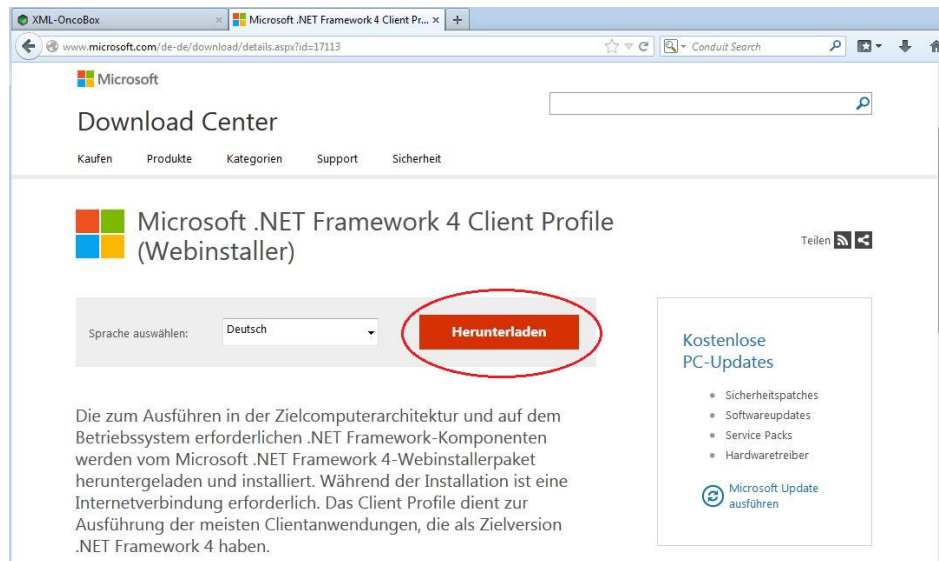 XML-OncoBox
Microsoft .NET Framework 4 Client Pr...
www.microsoft.com/de-de/download/details.aspx?id=17113
Conduit Search
Microsoft
Download Center
Kaufen Produkte Kategorien Support Sicherheit
Microsoft .NET Framework 4 Client Profile
(Webinstaller)
Teilen
Sprache auswählen: Deutsch Herunterladen
Die zum Ausführen in der Zielcomputerarchitektur und auf dem
Betriebssystem erforderlichen .NET Framework-Komponenten
werden vom Microsoft .NET Framework 4-Webinstallerpaket
heruntergeladen und installiert. Während der Installation ist eine
Internetverbindung erforderlich. Das Client Profile dient zur
Ausführung der meisten Clientanwendungen, die als Zielversion
.NET Framework 4 haben.
Kostenlose
PC-Updates
Sicherheitspatches
Softwareupdates
Service Packs
Hardwaretreiber
Microsoft Update
ausführen